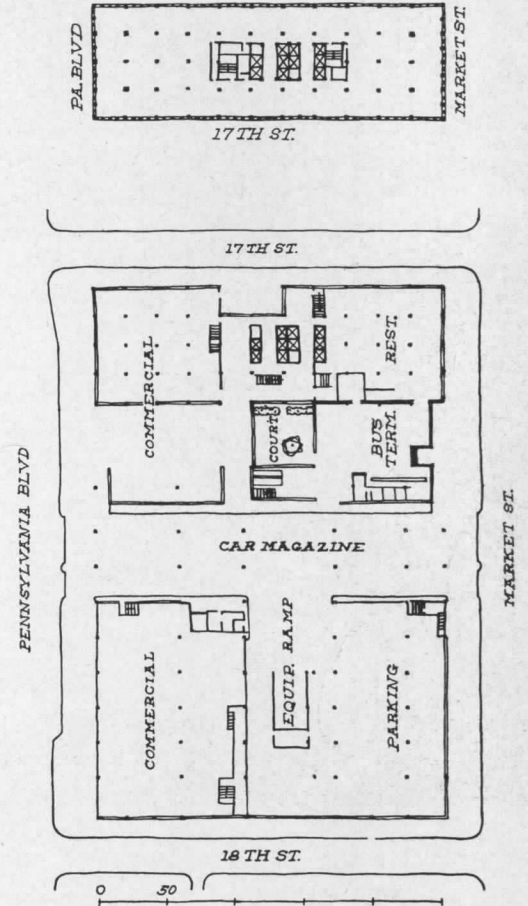 PA. BLVD
MARKET ST.
17TH ST.
17TH ST.
COMMERCIAL
REST.
COURT
BUS
TERM.
PENNSYLVANIA BLVD
MARKET ST.
CAR MAGAZINE
COMMERCIAL
EQUIP. RAMP
PARKING
18TH ST.
0 50